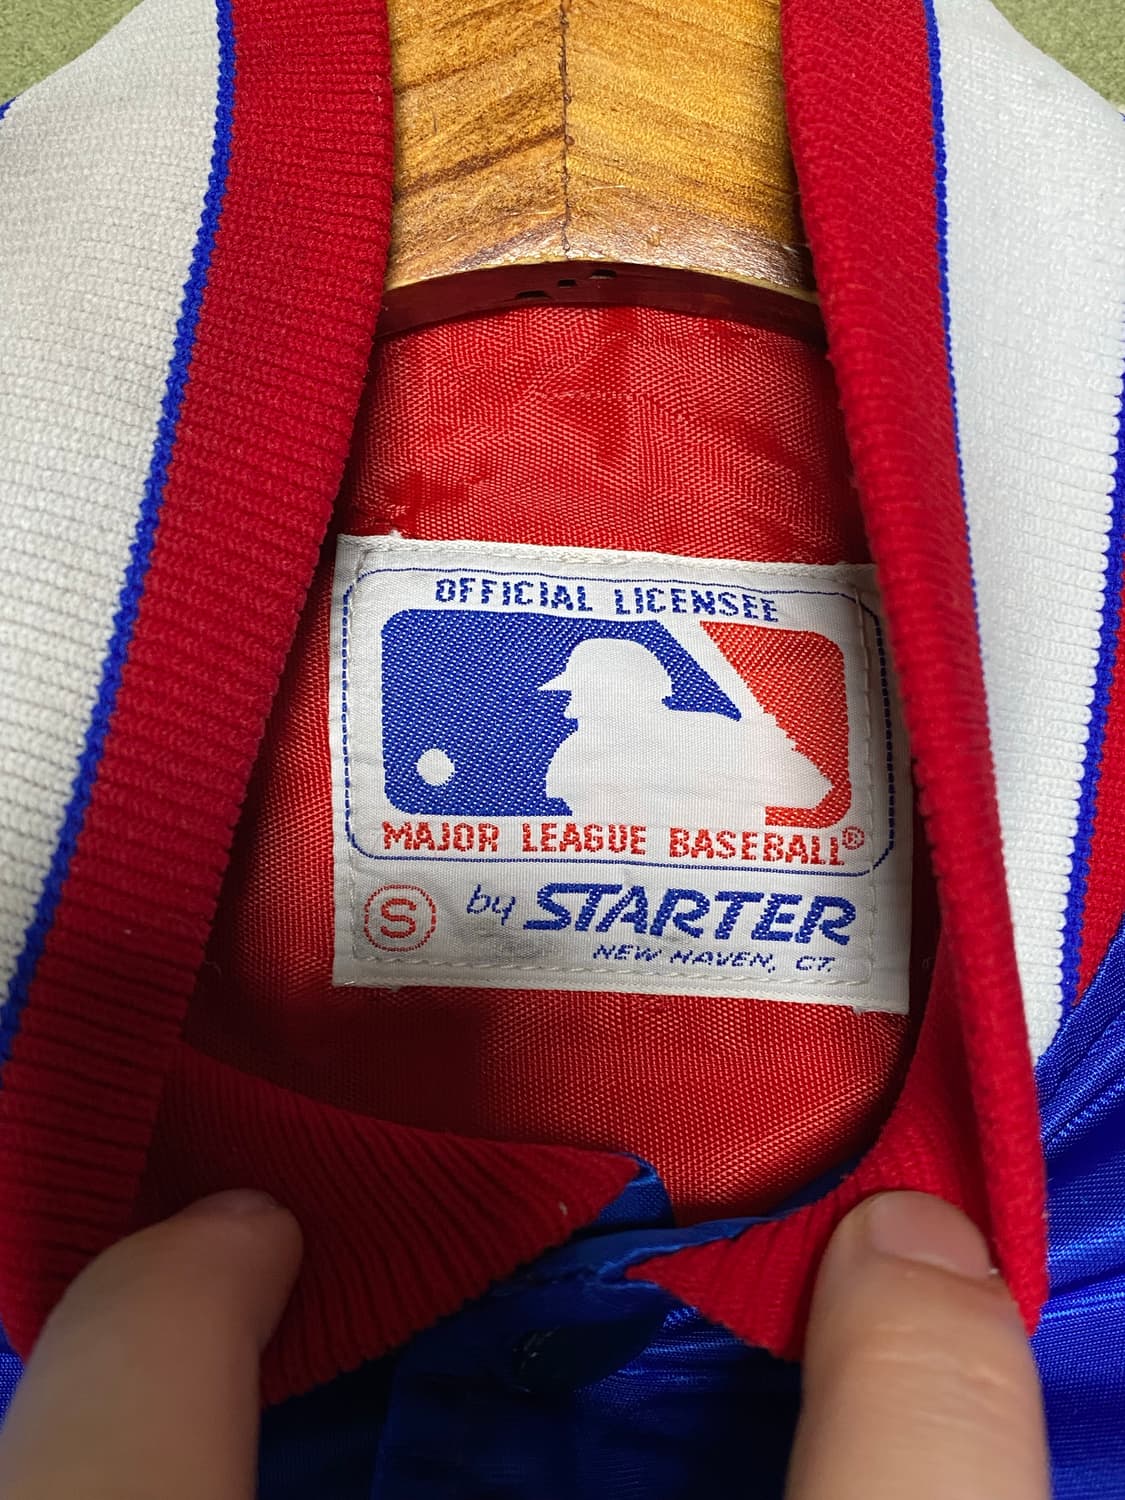 OFFICIAL LICENSEE
MAJOR LEAGUE BASEBALL®
S by STARTER
NEW HAVEN, CT.